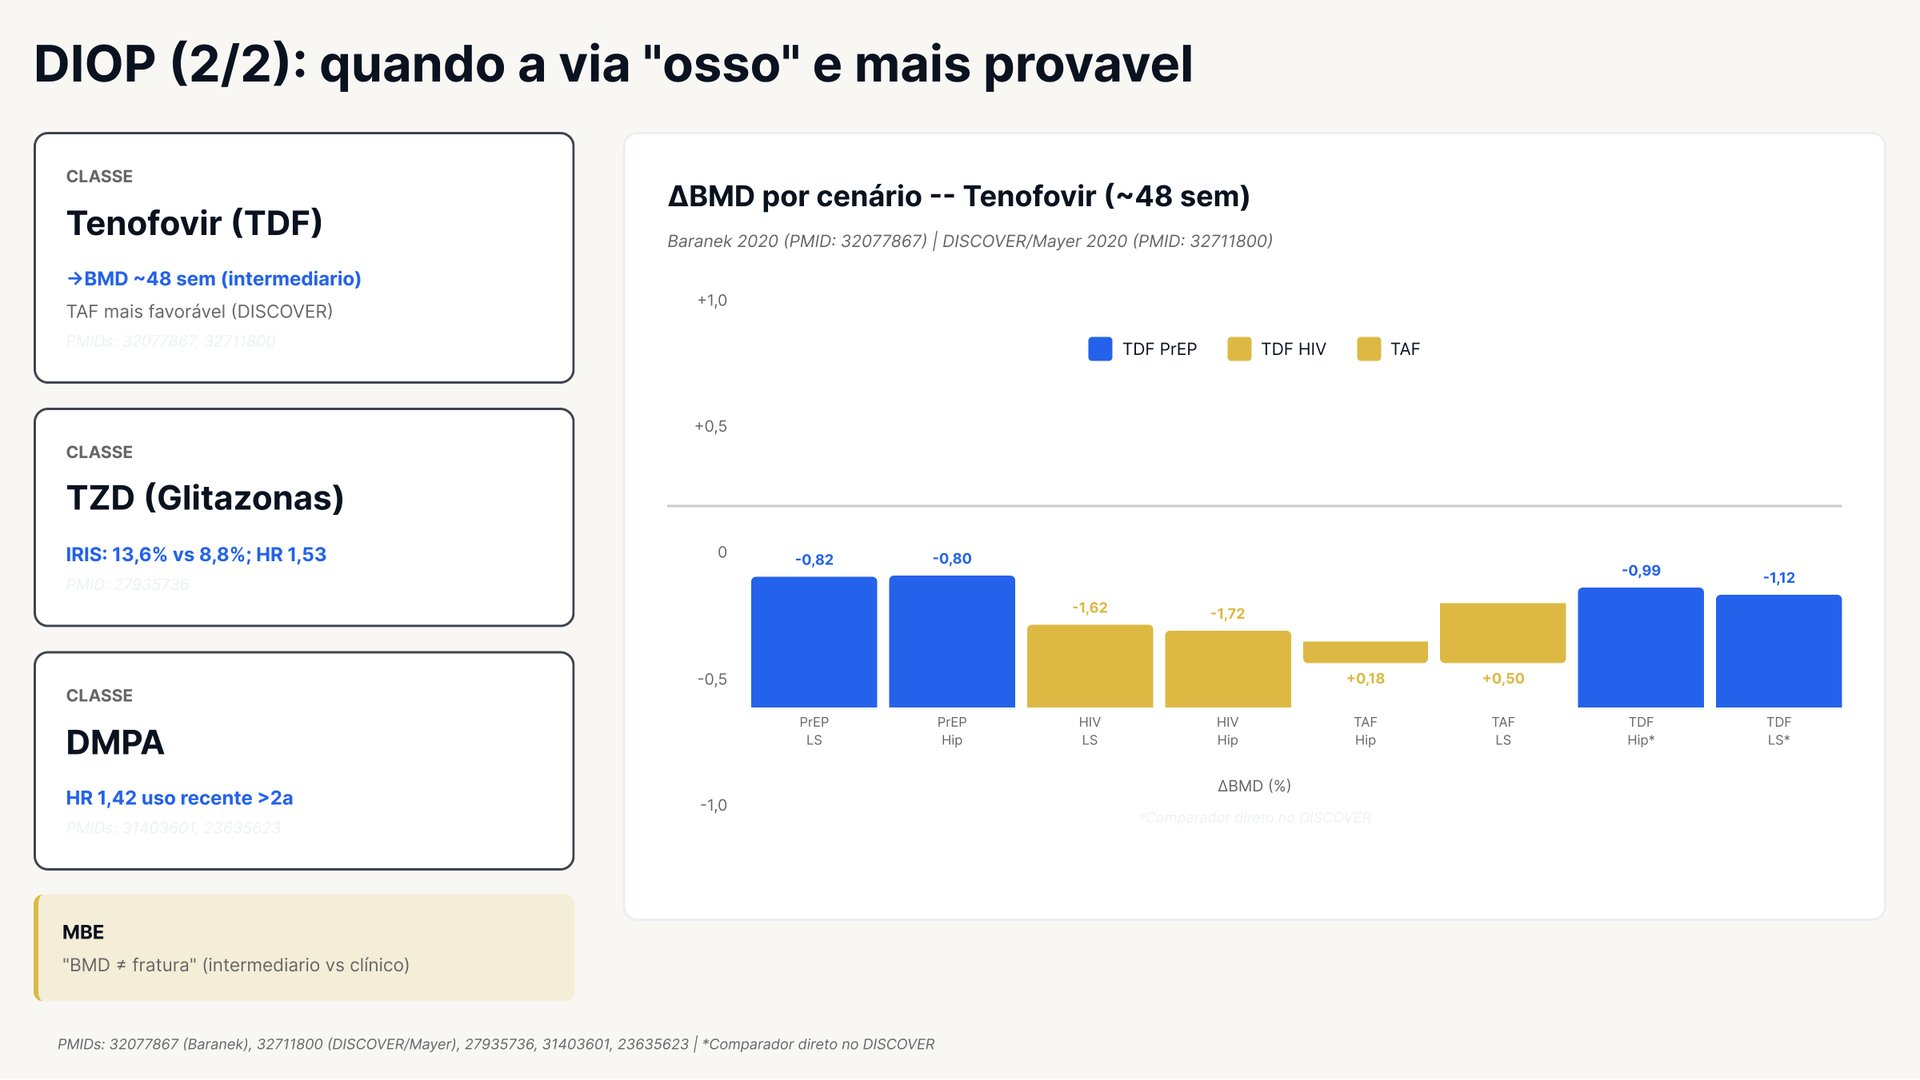 DIOP (2/2): quando a via "osso" e mais provavel
CLASSE
Tenofovir (TDF)
→BMD ~48 sem (intermediario)
TAF mais favorável (DISCOVER)
PMIDs: 32077867, 32711800
CLASSE
TZD (Glitazonas)
IRIS: 13,6% vs 8,8%; HR 1,53
PMID: 27935736
CLASSE
DMPA
HR 1,42 uso recente >2a
PMIDs: 31403601, 23635623
MBE
"BMD ≠ fratura" (intermediario vs clínico)
ΔBMD por cenário -- Tenofovir (~48 sem)
Baranek 2020 (PMID: 32077867) | DISCOVER/Mayer 2020 (PMID: 32711800)
+1,0
TDF PrEP
TDF HIV
TAF
+0,5
0
-0,5
-1,0
-0,82
-0,80
-1,62
-1,72
+0,18
+0,50
-0,99
-1,12
PrEP
LS
PrEP
Hip
HIV
LS
HIV
Hip
TAF
Hip
TAF
LS
TDF
Hip*
TDF
LS*
ΔBMD (%)
*Comparador direto no DISCOVER
PMIDs: 32077867 (Baranek), 32711800 (DISCOVER/Mayer), 27935736, 31403601, 23635623 | *Comparador direto no DISCOVER